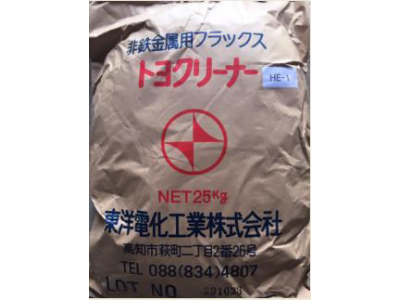 非鉄金属用フラックス
トヨクリーナー
HE-1
NET25Kg
東洋電化工業株式会社
高知市萩町二丁目2番25号
TEL 088(834)4807
LOT NO